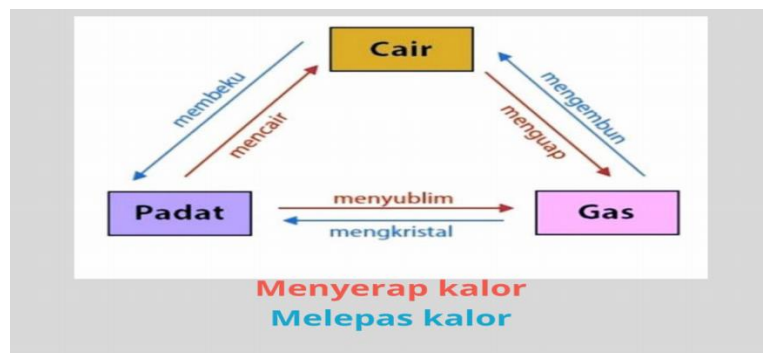 Cair
membeku
mencair
menguap
mengembun
Padat
menyublim
mengkristal
Gas
Menyerap kalor
Melepas kalor